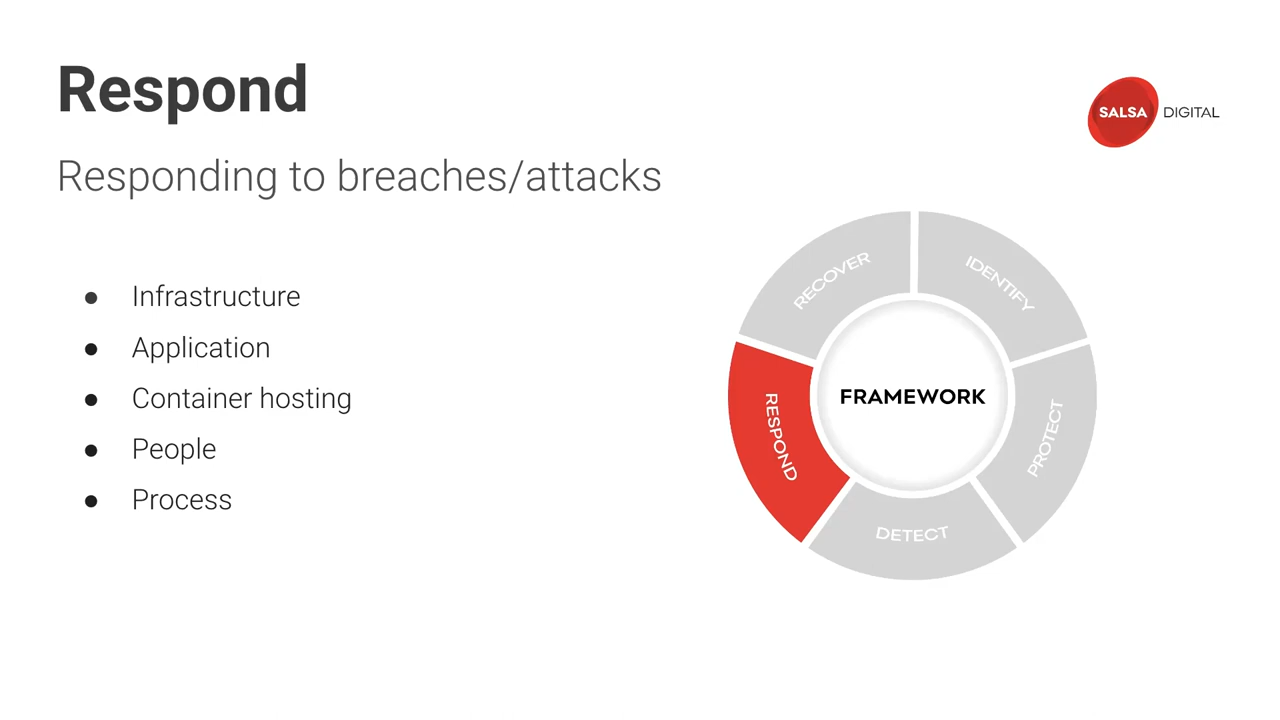 Respond
SALSA DIGITAL
Responding to breaches/attacks
Infrastructure
Application
Container hosting
People
Process
RECOVER
IDENTIFY
FRAMEWORK
RESPOND
PROTECT
DETECT